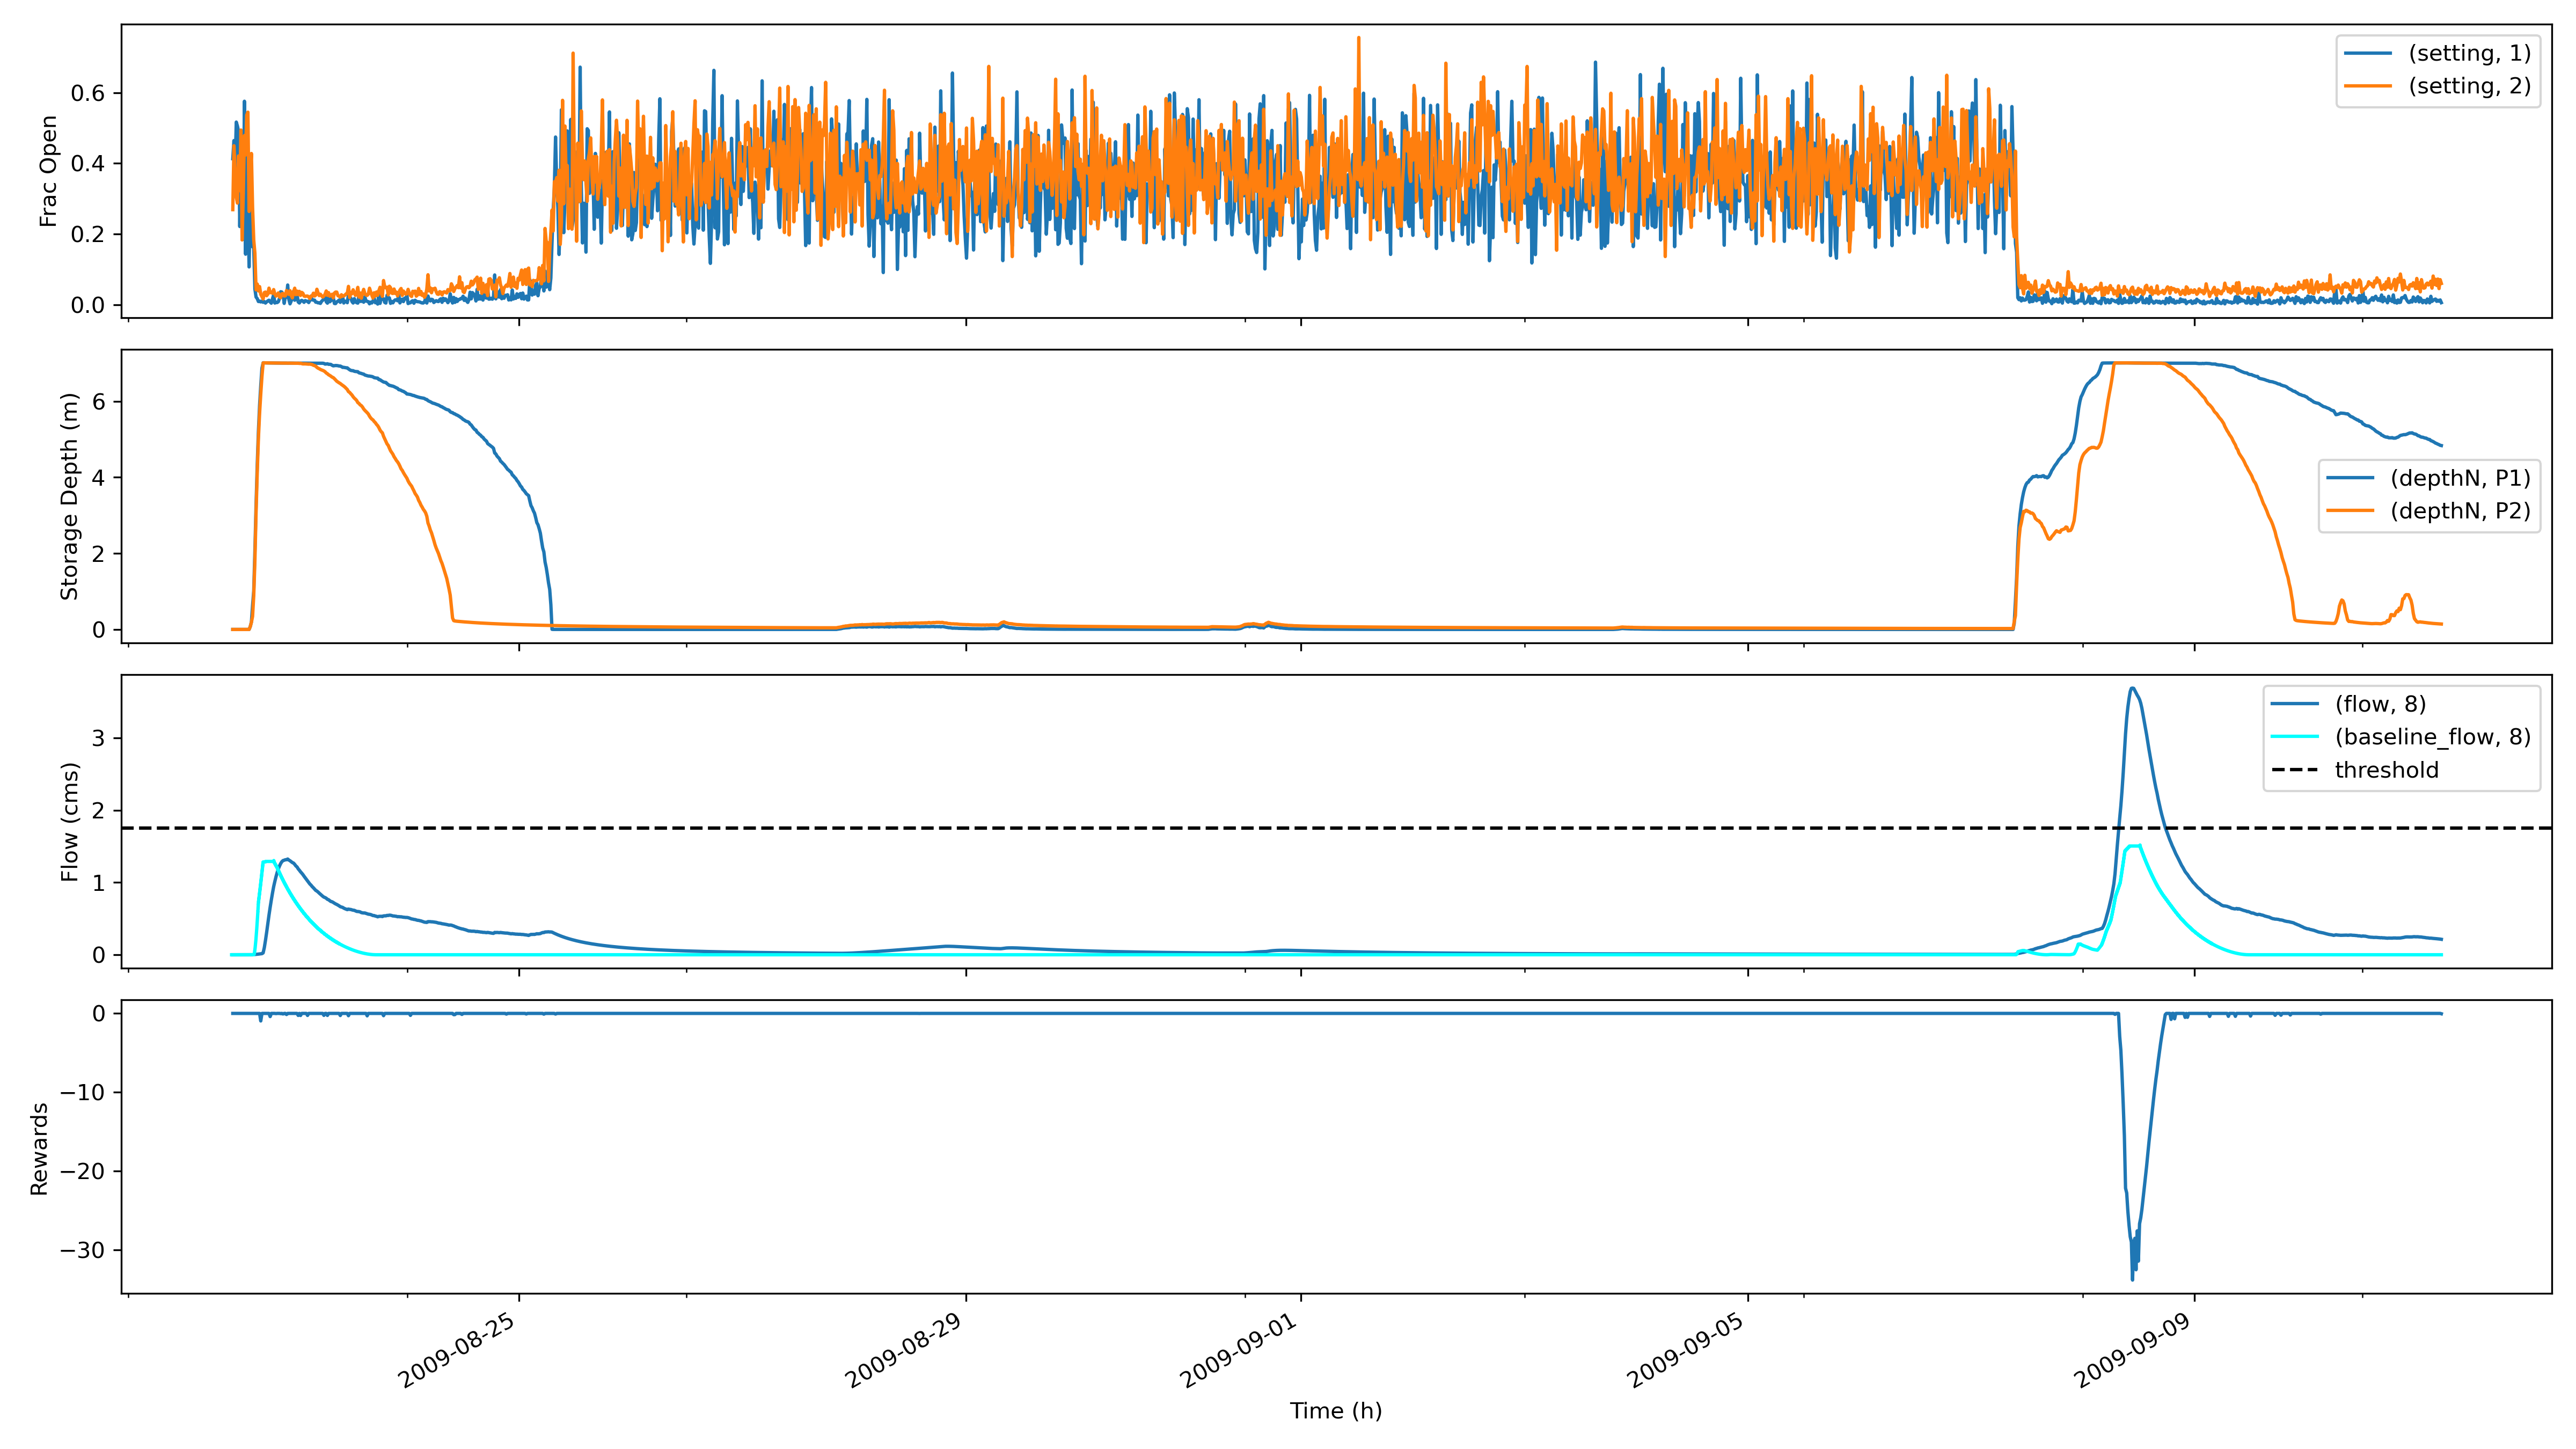 Frac Open
0.6
0.4
0.2
0.0
(setting, 1)
(setting, 2)
Storage Depth (m)
6
4
2
0
(depthN, P1)
(depthN, P2)
Flow (cms)
3
2
1
0
(flow, 8)
(baseline_flow, 8)
threshold
Rewards
0
−10
−20
−30
2009-08-25
2009-08-29
2009-09-01
2009-09-05
2009-09-09
Time (h)